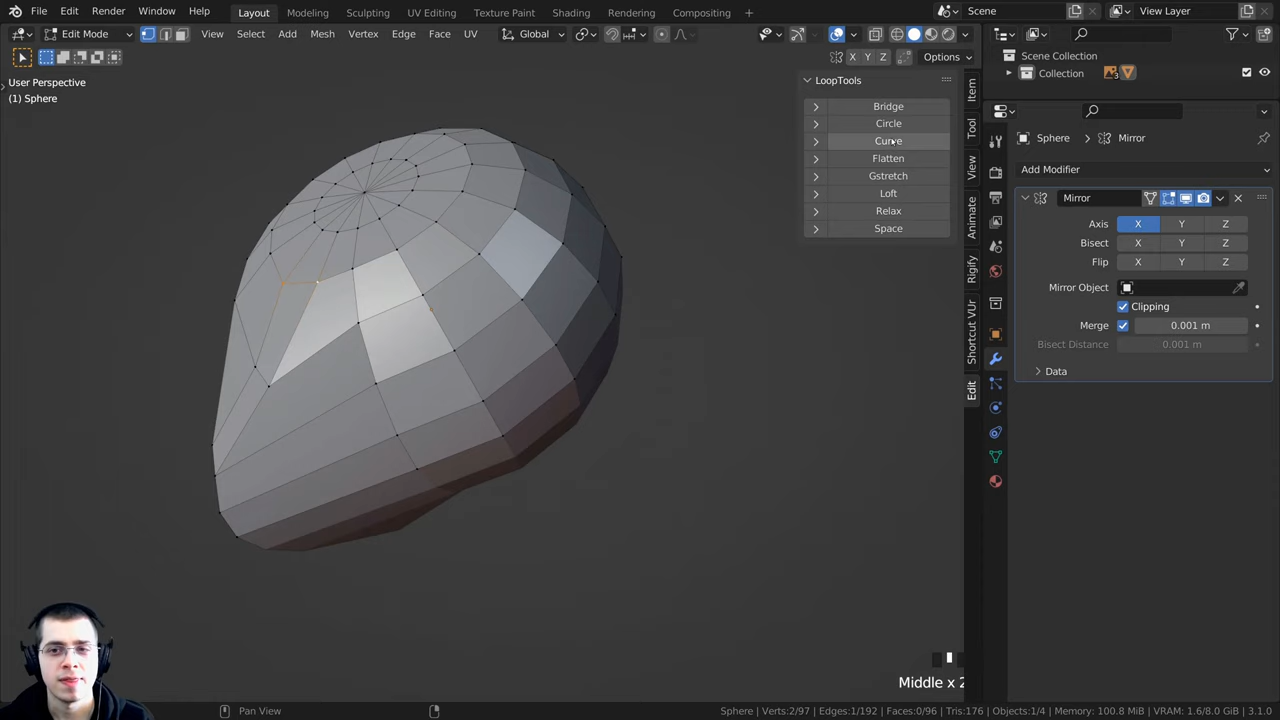 File Edit Render Window Help Layout Modeling Sculpting UV Editing Texture Paint Shading Rendering Compositing + Scene View Layer
Edit Mode View Select Add Mesh Vertex Edge Face UV Global
X Y Z Options
User Perspective
(1) Sphere
LoopTools
Bridge
Circle
Curve
Flatten
Gstretch
Loft
Relax
Space
Item
Tool
View
Animate
Rigify
Shortcut VUr
Edit
Scene Collection
Collection 3
Sphere Mirror
Add Modifier
Mirror
Axis X Y Z
Bisect X Y Z
Flip X Y Z
Mirror Object
Clipping
Merge 0.001 m
Bisect Distance 0.001 m
Data
Middle x 2
Pan View Sphere | Verts:2/97 | Edges:1/192 | Faces:0/96 | Tris:176 | Objects:1/4 | Memory: 100.8 MiB | VRAM: 1.6/8.0 GiB | 3.1.0